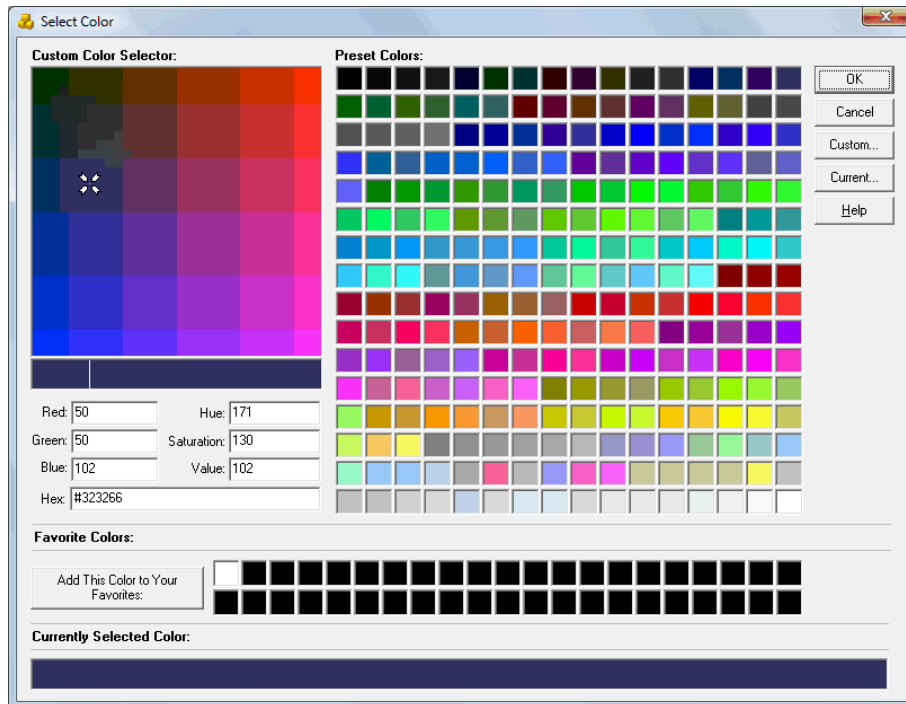 Select Color
Custom Color Selector:
Preset Colors:
OK
Cancel
Custom...
Current...
Help
Red: 50 Hue: 171
Green: 50 Saturation: 130
Blue: 102 Value: 102
Hex: #323266
Favorite Colors:
Add This Color to Your
Favorites:
Currently Selected Color: